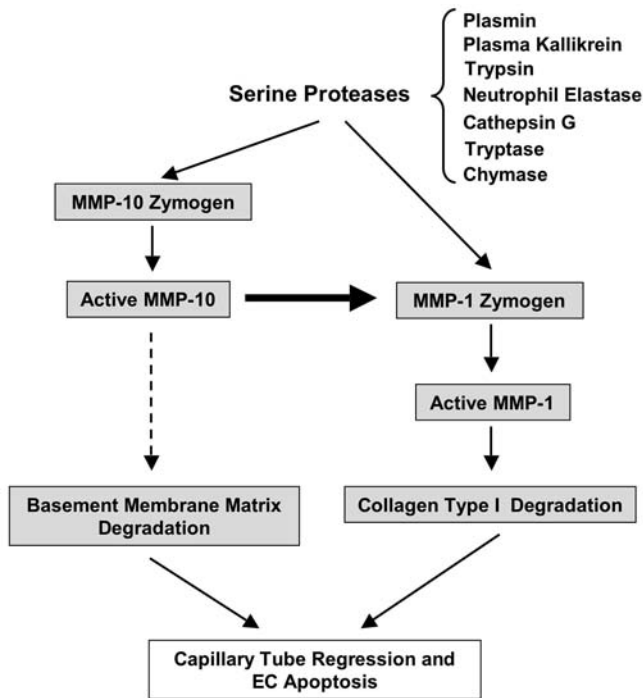 Plasmin
Plasma Kallikrein
Trypsin
Serine Proteases
Neutrophil Elastase
Cathepsin G
Tryptase
Chymase
MMP-10 Zymogen
Active MMP-10
MMP-1 Zymogen
Active MMP-1
Basement Membrane Matrix
Degradation
Collagen Type I Degradation
Capillary Tube Regression and
EC Apoptosis